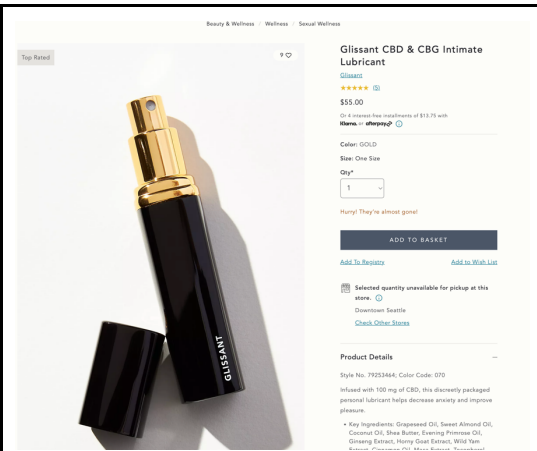 Beauty & Wellness / Wellness / Sexual Wellness
Top Rated
9
GLISSANT
Glissant CBD & CBG Intimate
Lubricant
Glissant
(5)
$55.00
Or 4 interest-free installments of $13.75 with
Klarna. or afterpay
Color: GOLD
Size: One Size
Qty*
1
Hurry! They're almost gone!
ADD TO BASKET
Add To Registry
Add to Wish List
Selected quantity unavailable for pickup at this
store.
Downtown Seattle
Check Other Stores
Product Details
Style No. 79253464; Color Code: 070
Infused with 100 mg of CBD, this discreetly packaged
personal lubricant helps decrease anxiety and improve
pleasure.
• Key Ingredients: Grapeseed Oil, Sweet Almond Oil,
Coconut Oil, Shea Butter, Evening Primrose Oil,
Ginseng Extract, Horny Goat Extract, Wild Yam